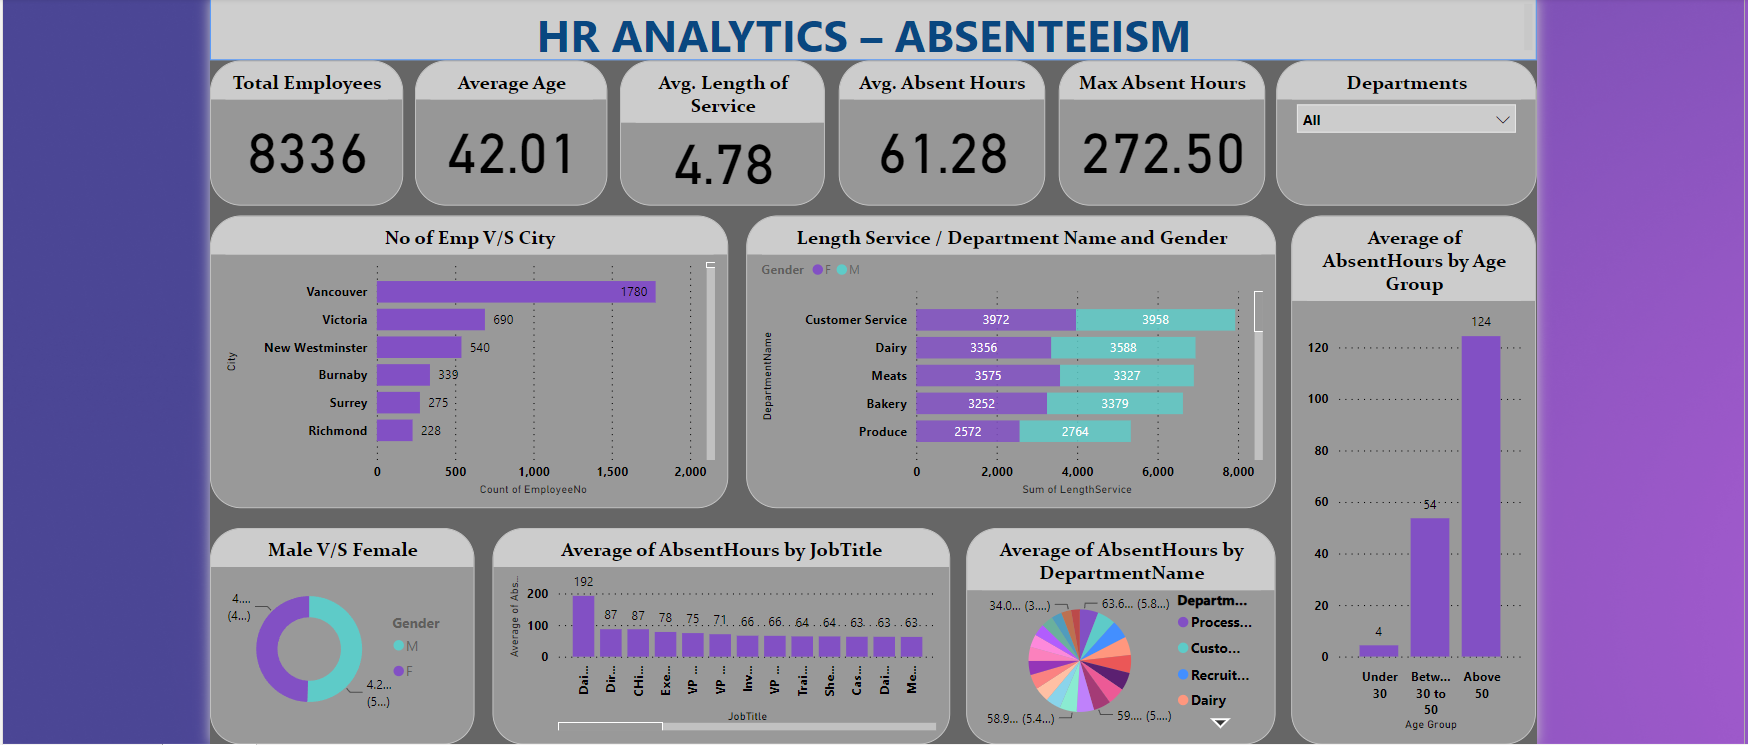 HR ANALYTICS – ABSENTEEISM
Total Employees
8336
Average Age
42.01
Avg. Length of
Service
4.78
Avg. Absent Hours
61.28
Max Absent Hours
272.50
Departments
All
No of Emp V/S City
City
Vancouver
1780
Victoria
690
New Westminster
540
Burnaby
339
Surrey
275
Richmond
228
0 500 1,000 1,500 2,000
Count of EmployeeNo
Length Service / Department Name and Gender
Gender F M
DepartmentName
Customer Service 3972 3958
Dairy 3356 3588
Meats 3575 3327
Bakery 3252 3379
Produce 2572 2764
0 2,000 4,000 6,000 8,000
Sum of LengthService
Average of
AbsentHours by Age
Group
124
120
100
80
60
54
40
20
4
0
Under
30
Betw...
30 to
50
Above
50
Age Group
Male V/S Female
4....
(4...)
Gender
M
F
4.2...
(5...)
Average of AbsentHours by JobTitle
Average of Abs...
200
100
0
192 87 87 78 75 71 66 66 64 64 63 63 63
Dai...
Dir...
CHi...
Exe...
VP ...
VP ...
Inv...
VP ...
Trai...
She...
Cas...
Dai...
Me...
JobTitle
Average of AbsentHours by
DepartmentName
34.0... (3....)
63.6... (5.8...)
58.9... (5.4...)
59.... (5....)
Departm...
Process...
Custo...
Recruit...
Dairy